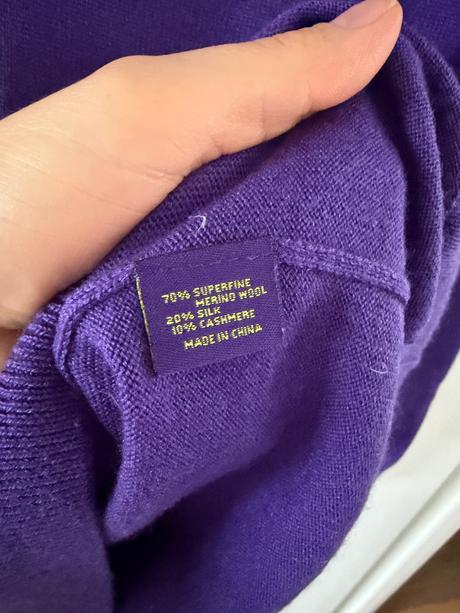 70% SUPERFINE
MERINO WOOL
20% SILK
10% CASHMERE
MADE IN CHINA